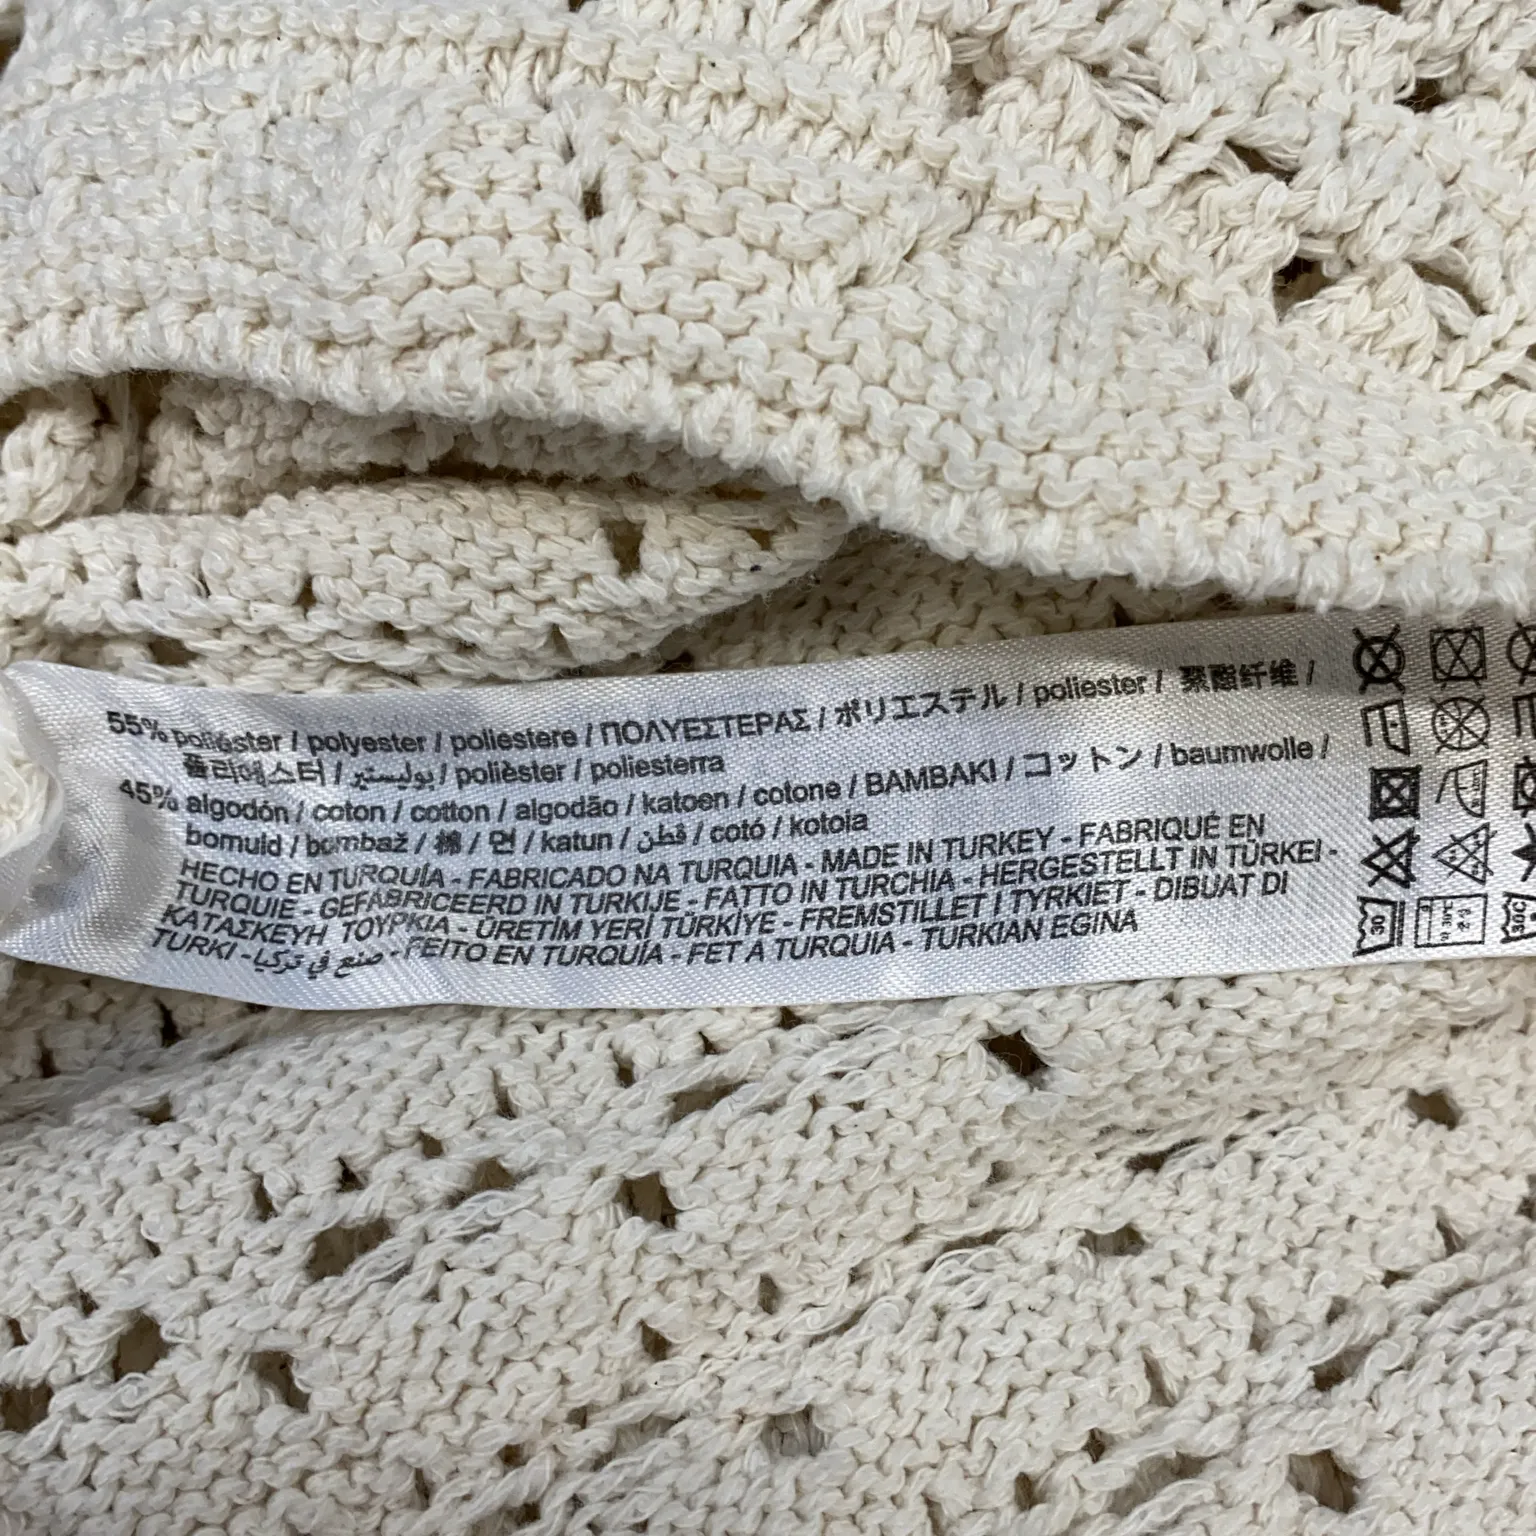 55% poliéster / polyester / poliestere / ΠΟΛΥΕΣΤΕΡΑΣ / ポリエステル / poliester / 聚酯纤维 /
폴리에스터 / بوليستير / polièster / poliesterra
45% algodón / coton / cotton / algodão / katoen / cotone / BAMBAKI / コットン / baumwolle /
bomuld / bombaž / 棉 / 면 / katun / قطن / cotó / kotoia
HECHO EN TURQUÍA - FABRICADO NA TURQUIA - MADE IN TURKEY - FABRIQUÉ EN
TURQUIE - GEFABRICEERD IN TURKIJE - FATTO IN TURCHIA - HERGESTELLT IN TÜRKEI -
ΚΑΤΑΣΚΕΥΗ ΤΟΥΡΚΙΑ - ÜRETİM YERİ TÜRKİYE - FREMSTILLET I TYRKIET - DIBUAT DI
TURKI - صنع في تركيا - FEITO EN TURQUÍA - FET A TURQUIA - TURKIAN EGINA
30